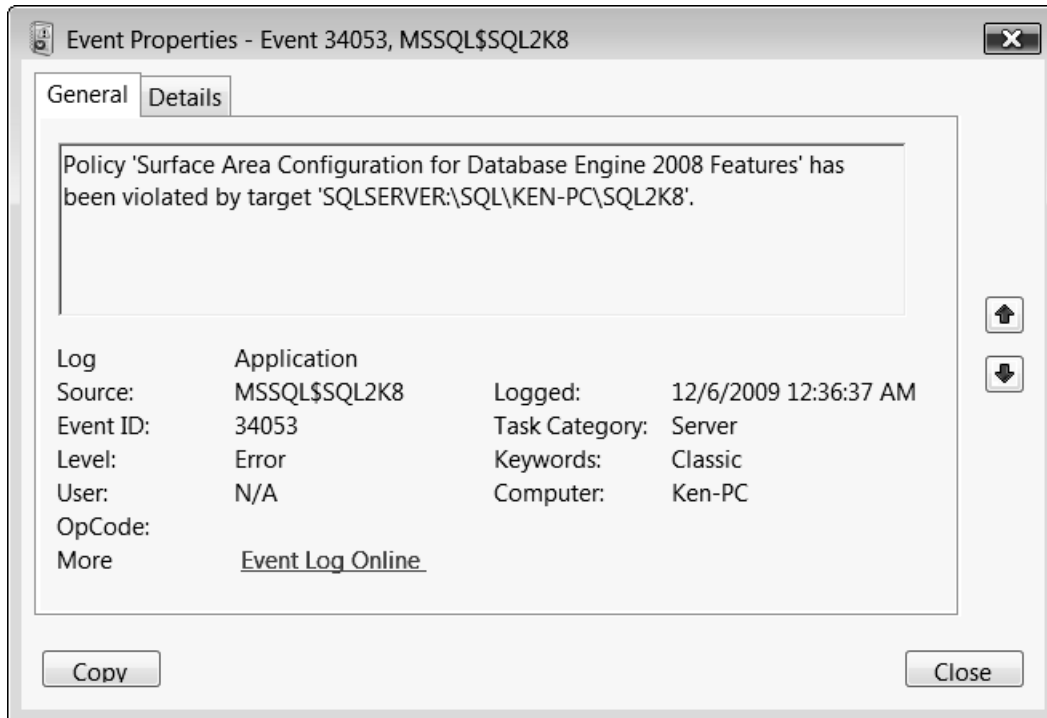 Event Properties - Event 34053, MSSQL$SQL2K8
General Details
Policy 'Surface Area Configuration for Database Engine 2008 Features' has
been violated by target 'SQLSERVER:\SQL\KEN-PC\SQL2K8'.
Log Application
Source: MSSQL$SQL2K8 Logged: 12/6/2009 12:36:37 AM
Event ID: 34053 Task Category: Server
Level: Error Keywords: Classic
User: N/A Computer: Ken-PC
OpCode:
More Event Log Online
Copy Close